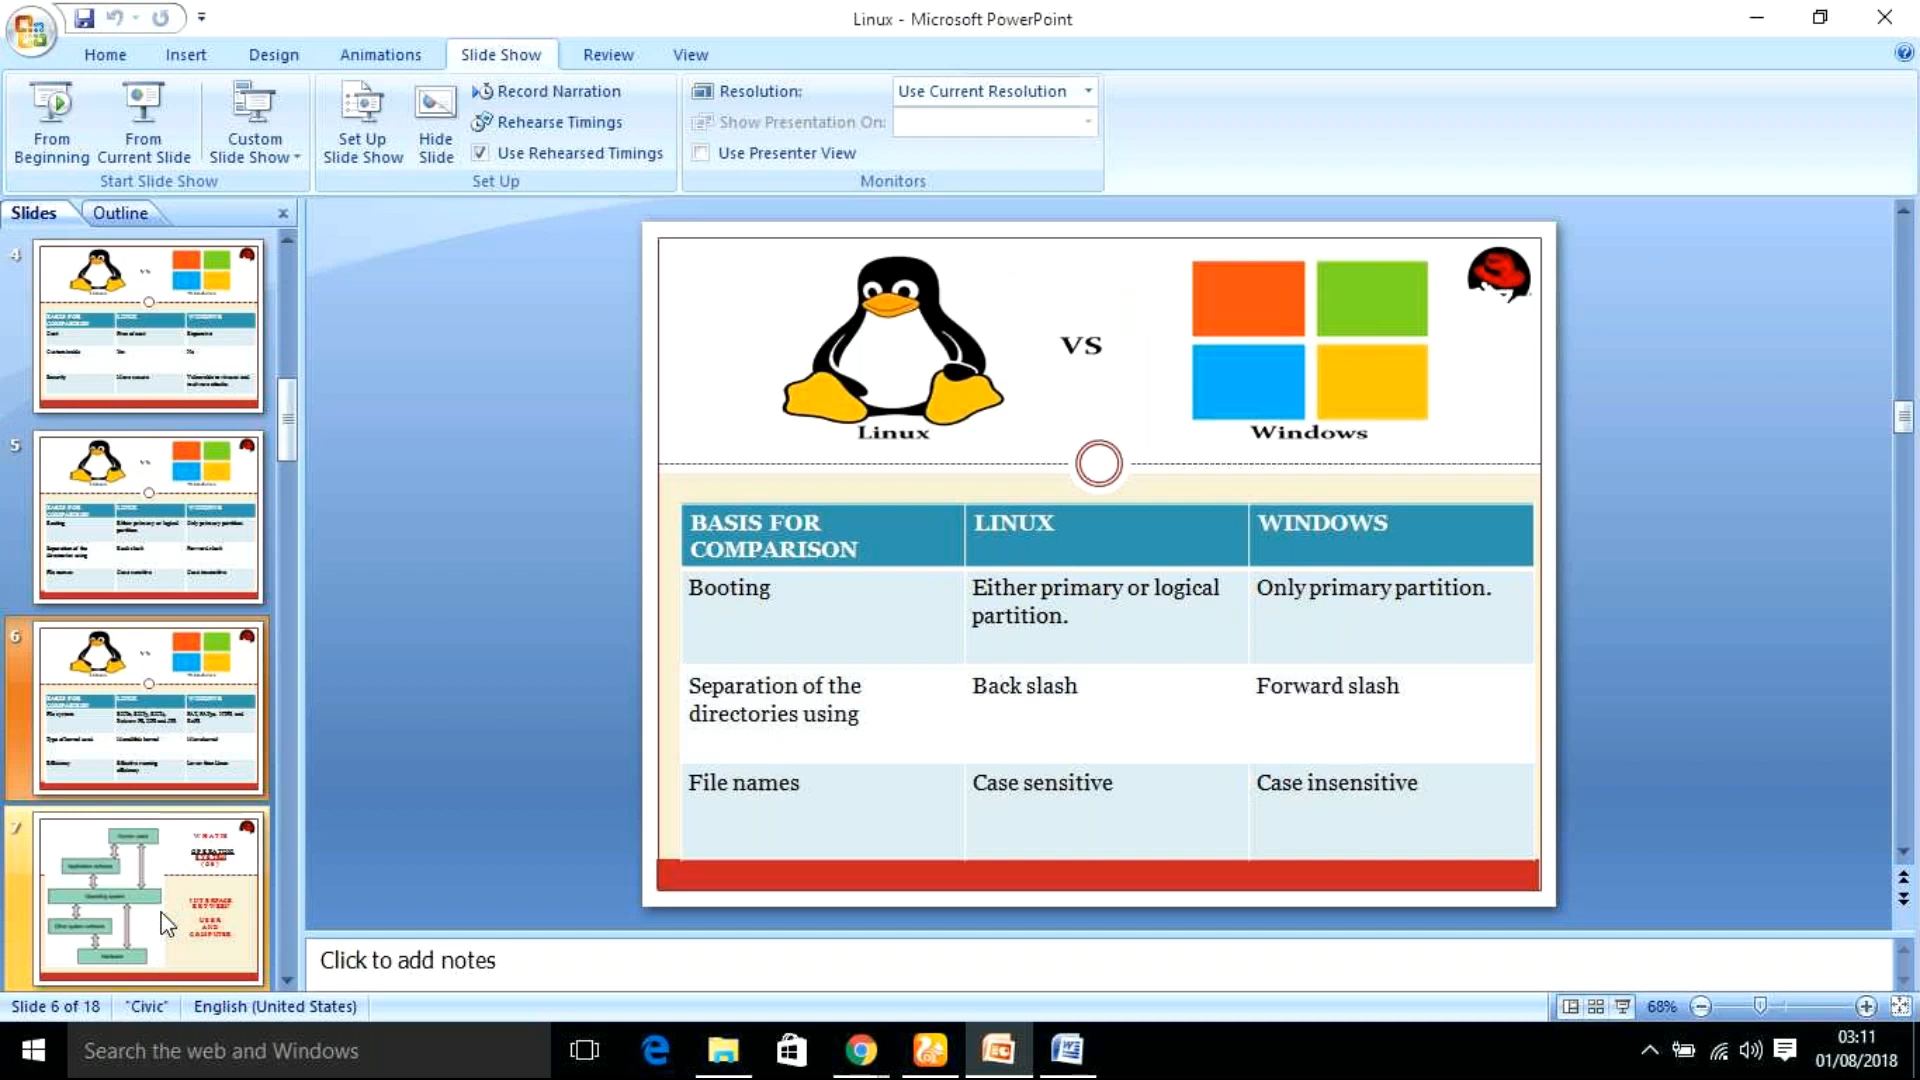 Linux - Microsoft PowerPoint
Home Insert Design Animations Slide Show Review View
From Beginning
From Current Slide
Custom Slide Show
Start Slide Show
Set Up Slide Show
Hide Slide
Record Narration
Rehearse Timings
Use Rehearsed Timings
Set Up
Resolution: Use Current Resolution
Show Presentation On:
Use Presenter View
Monitors
Slides Outline
4
5
6
7
VS
Linux
Windows
BASIS FOR COMPARISON LINUX WINDOWS
Booting
Either primary or logical
partition.
Only primary partition.
Separation of the
directories using
Back slash
Forward slash
File names
Case sensitive
Case insensitive
Click to add notes
Slide 6 of 18 "Civic" English (United States) 68%
Search the web and Windows
03:11
01/08/2018